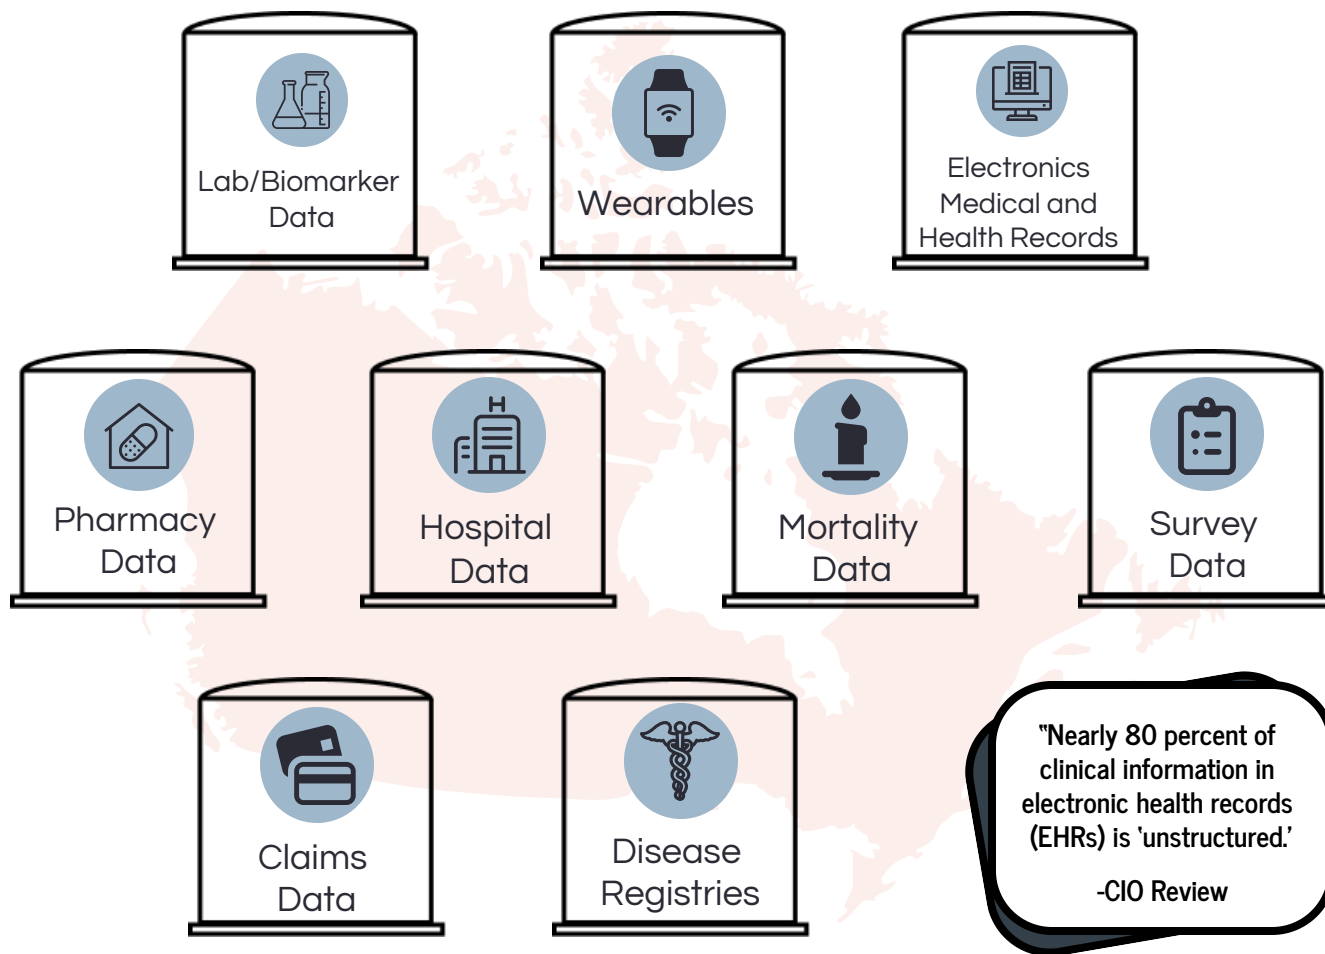 Lab/Biomarker
Data
Wearables
Electronics
Medical and
Health Records
Pharmacy
Data
H
Hospital
Data
Mortality
Data
Survey
Data
Claims
Data
Disease
Registries
“Nearly 80 percent of
clinical information in
electronic health records
(EHRs) is ‘unstructured.’
-CIO Review